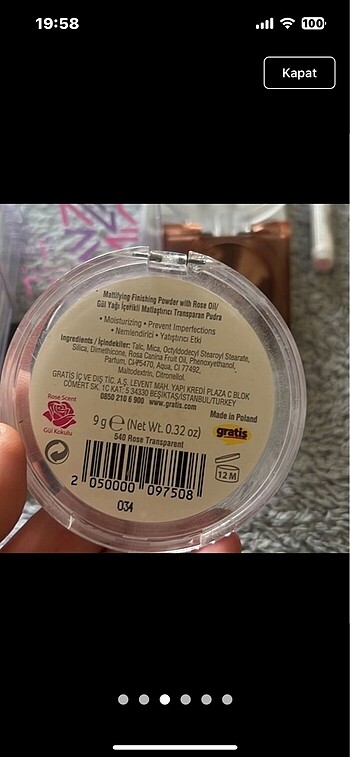 19:58
100
Kapat
Mattifying Finishing Powder with Rose Oil/
Gül Yağı İçerikli Matlaştırıcı Transparan Pudra
• Moisturizing • Prevent Imperfections
• Nemlendirici • Yatıştırıcı Etki
Ingredients / İçindekiler: Talc, Mica, Octyldodecyl Stearoyl Stearate,
Silica, Dimethicone, Rosa Canina Fruit Oil, Phenoxyethanol,
Parfum, CI-P5470, Aqua, CI 77492,
Maltodextrin, Citronellol.
GRATİS İÇ VE DIŞ TİC. A.Ş. LEVENT MAH. YAPI KREDİ PLAZA C BLOK
CÖMERT SK. 1C KAT: 5 34330 BEŞİKTAŞ/İSTANBUL/TURKEY
0850 210 6 900 www.gratis.com
Rose Scent
Gül Kokulu
Made in Poland
gratis
9 g ℮ (Net Wt. 0.32 oz)
540 Rose Transparent
12 M
2 050000 097508
034